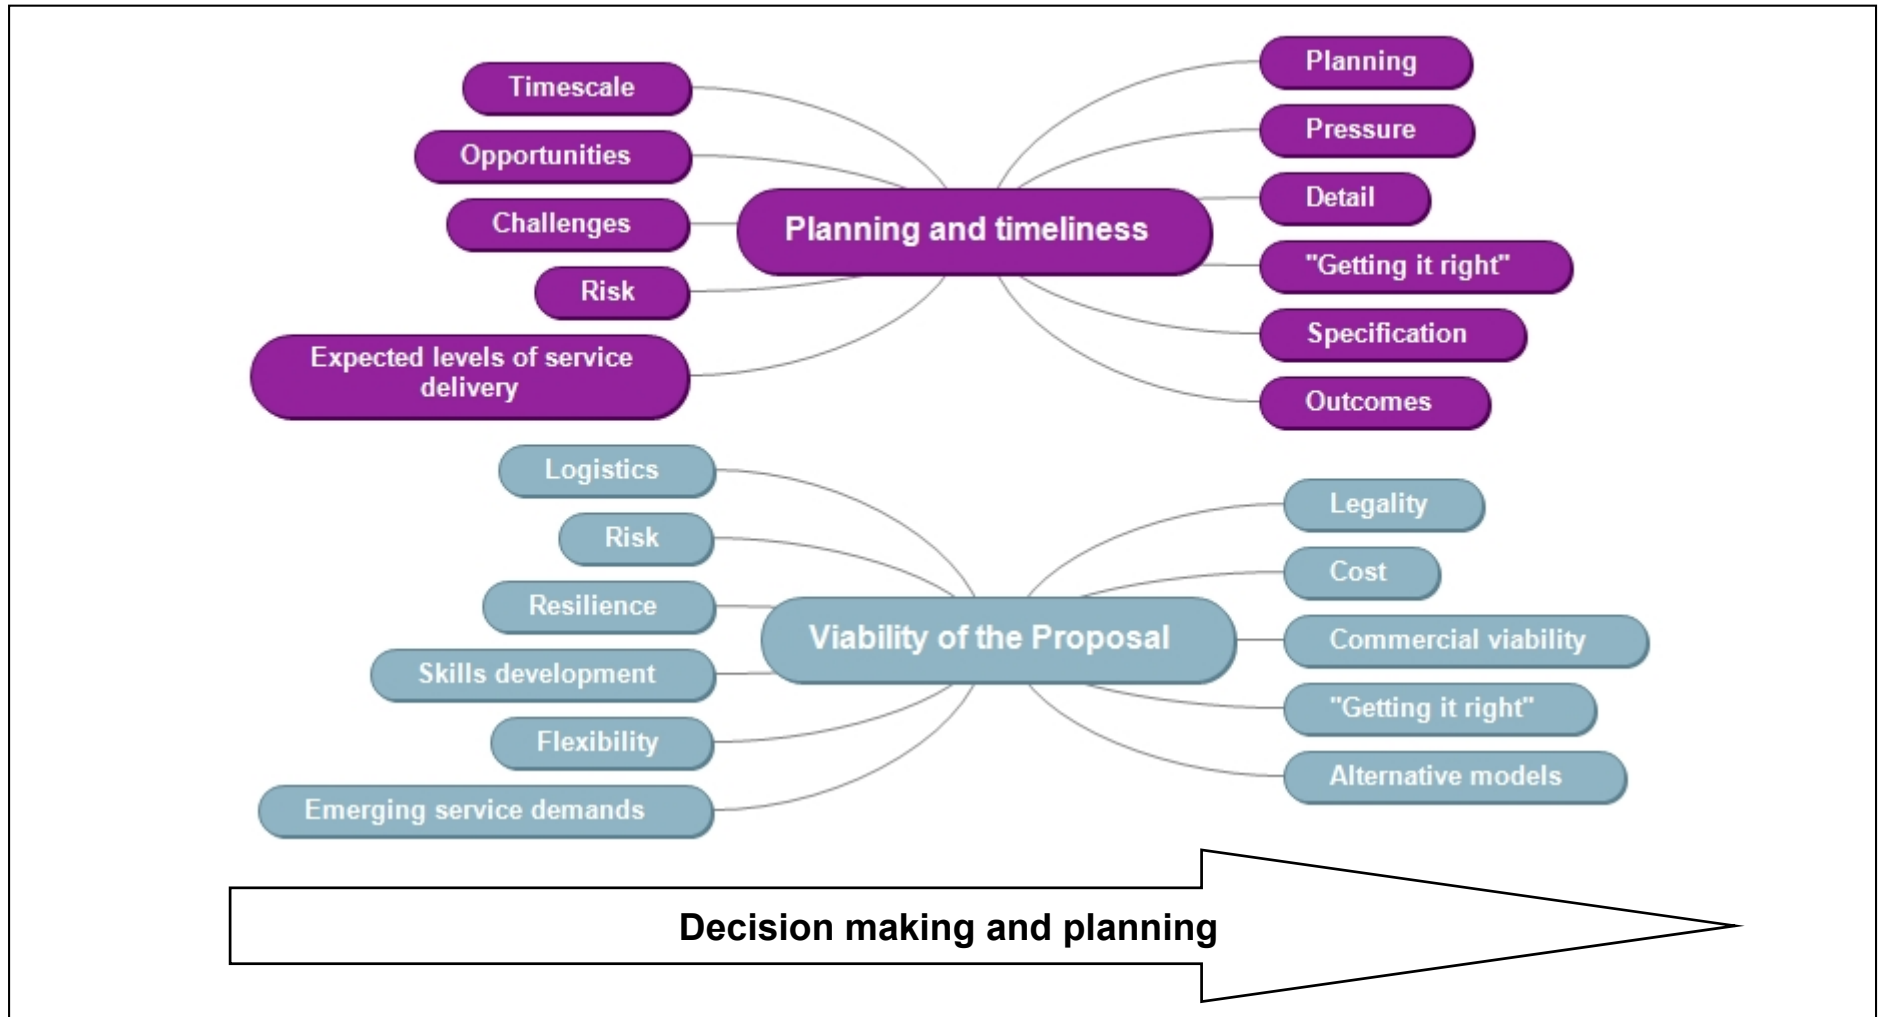 Timescale
Opportunities
Challenges
Risk
Expected levels of service
delivery
Planning and timeliness
Planning
Pressure
Detail
"Getting it right"
Specification
Outcomes
Logistics
Risk
Resilience
Skills development
Flexibility
Emerging service demands
Viability of the Proposal
Legality
Cost
Commercial viability
"Getting it right"
Alternative models
Decision making and planning